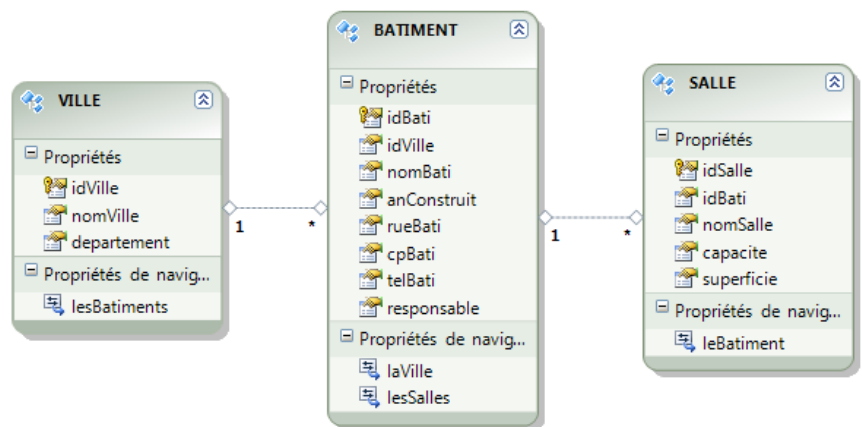 VILLE
Propriétés
idVille
nomVille
departement
Propriétés de navig...
lesBatiments
1
*
BATIMENT
Propriétés
idBati
idVille
nomBati
anConstruit
rueBati
cpBati
telBati
responsable
Propriétés de navig...
laVille
lesSalles
1
*
SALLE
Propriétés
idSalle
idBati
nomSalle
capacite
superficie
Propriétés de navig...
leBatiment